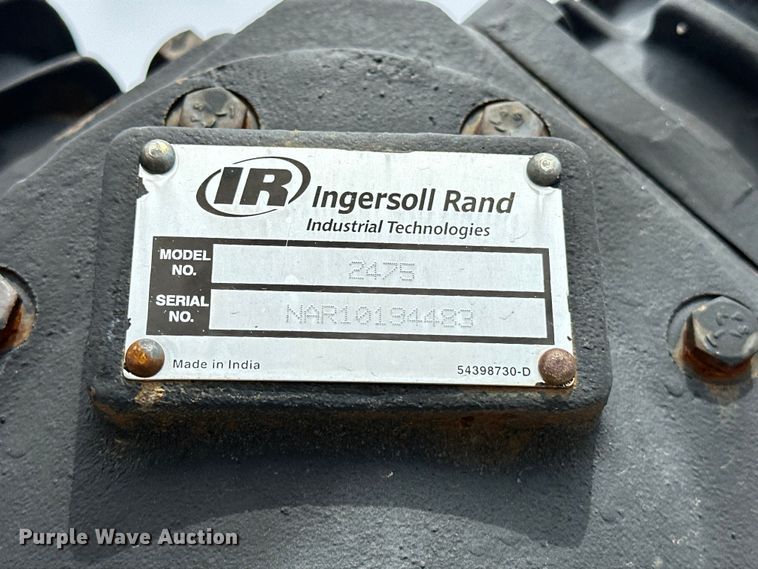 IR Ingersoll Rand
Industrial Technologies
MODEL NO. 2475
SERIAL NO. NAR10194483
Made in India 54398730-D
Purple Wave Auction